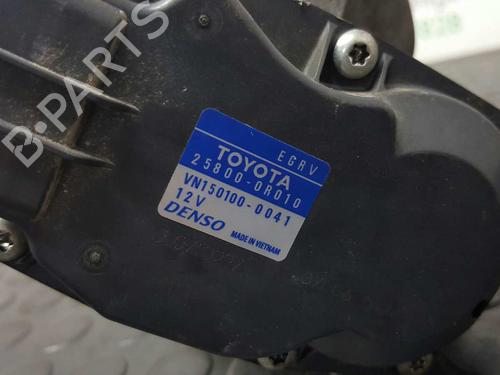 B-PARTS
EGRV
TOYOTA
25800-0R010
VN150100-0041
12V
DENSO
MADE IN VIETNAM